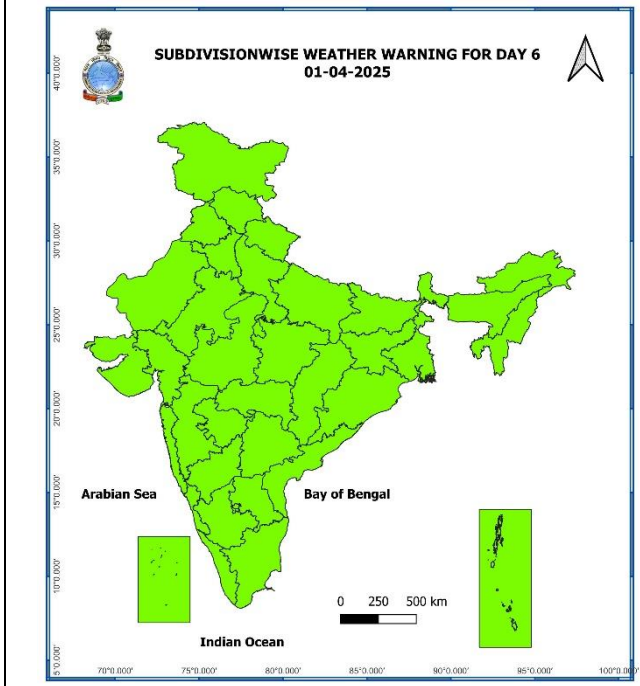 SUBDIVISIONWISE WEATHER WARNING FOR DAY 6
01-04-2025
40°0.000'
35°0.000'
30°0.000'
25°0.000'
20°0.000'
15°0.000'
10°0.000'
5°0.000'
Arabian Sea
Bay of Bengal
0 250 500 km
Indian Ocean
70°0.000' 75°0.000' 80°0.000' 85°0.000' 90°0.000' 95°0.000' 100°0.000'